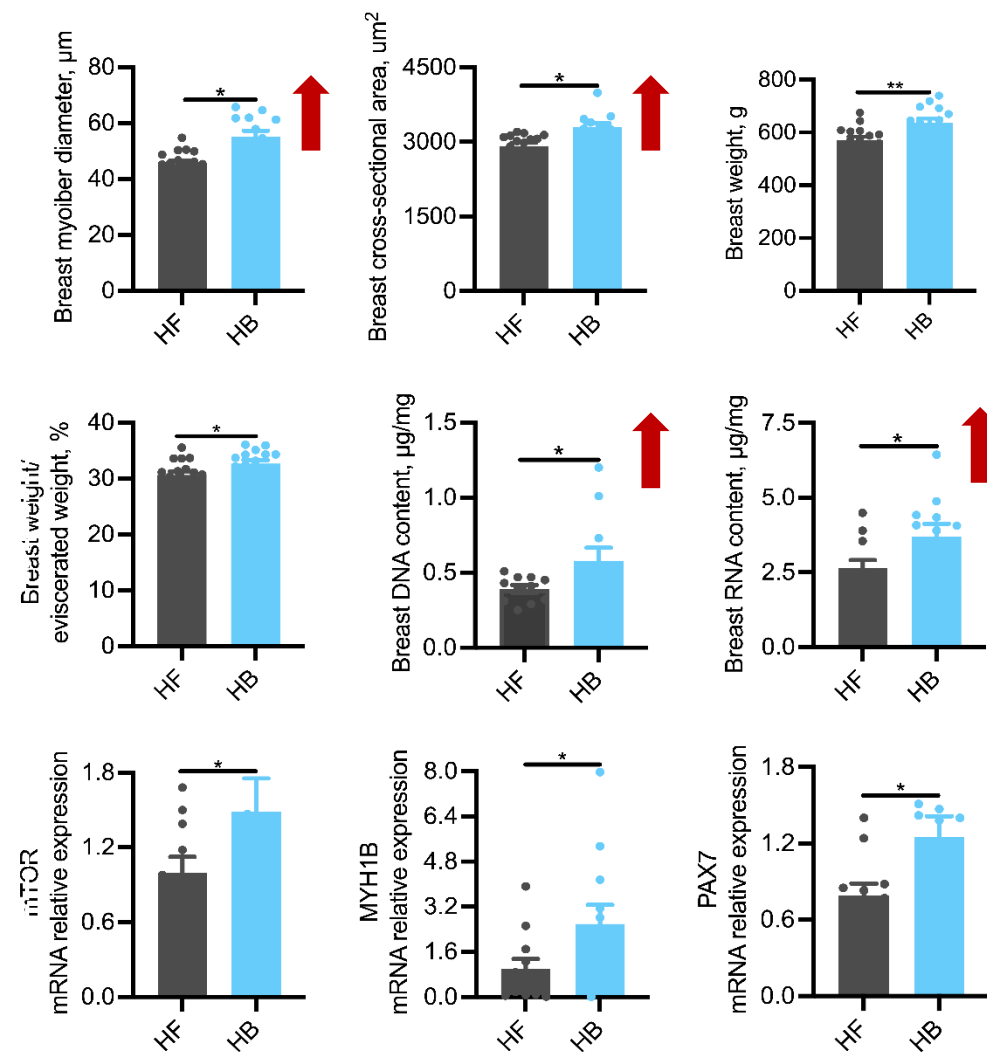 Breast myoiber diameter, μm
80
60
40
20
0
*
HF
HB
Breast cross-sectional area, um²
4500
3000
1500
0
*
HF
HB
Breast weight, g
800
600
400
200
0
**
HF
HB
Breast weight/
eviscerated weight, %
40
30
20
10
0
*
HF
HB
Breast DNA content, μg/mg
1.5
1.0
0.5
0.0
*
HF
HB
Breast RNA content, μg/mg
7.5
5.0
2.5
0.0
*
HF
HB
mTOR
mRNA relative expression
1.8
1.2
0.6
0.0
*
HF
HB
MYH1B
mRNA relative expression
8.0
6.4
4.8
3.2
1.6
0.0
*
HF
HB
PAX7
mRNA relative expression
1.8
1.2
0.6
0.0
*
HF
HB